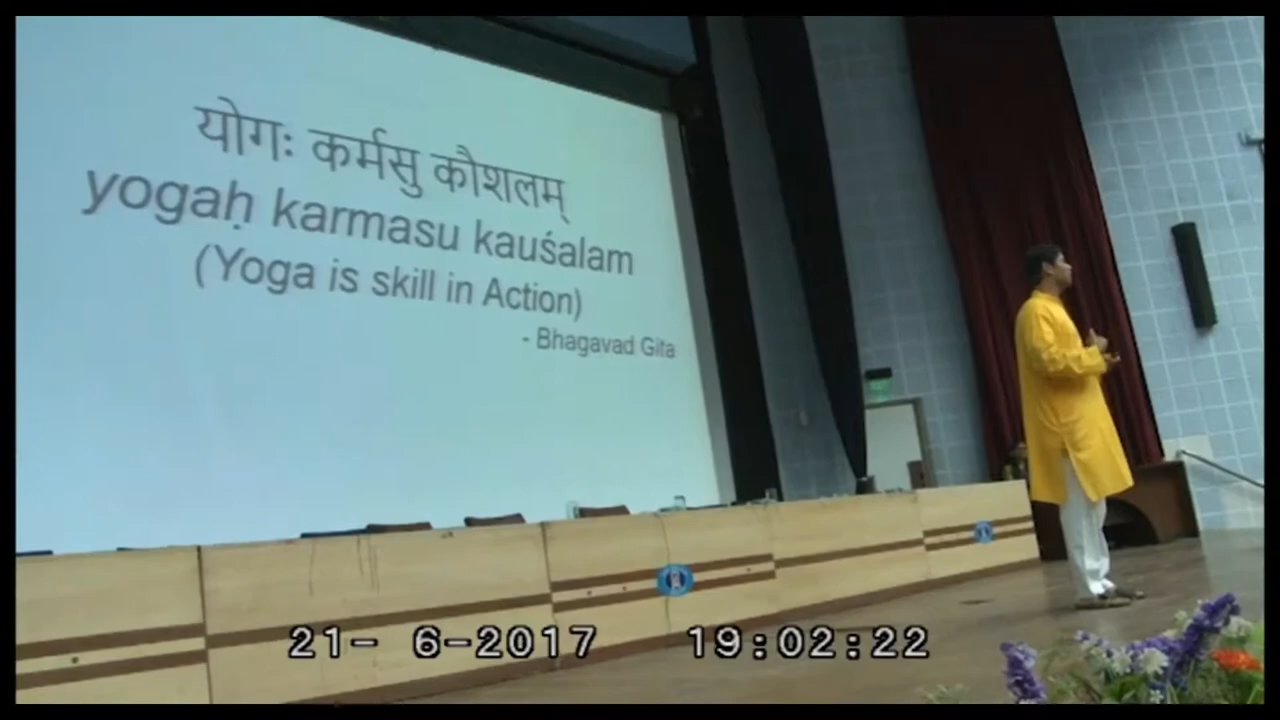 योगः कर्मसु कौशलम्
yogaḥ karmasu kauśalam
(Yoga is skill in Action)
- Bhagavad Gita
21- 6-2017 19:02:22